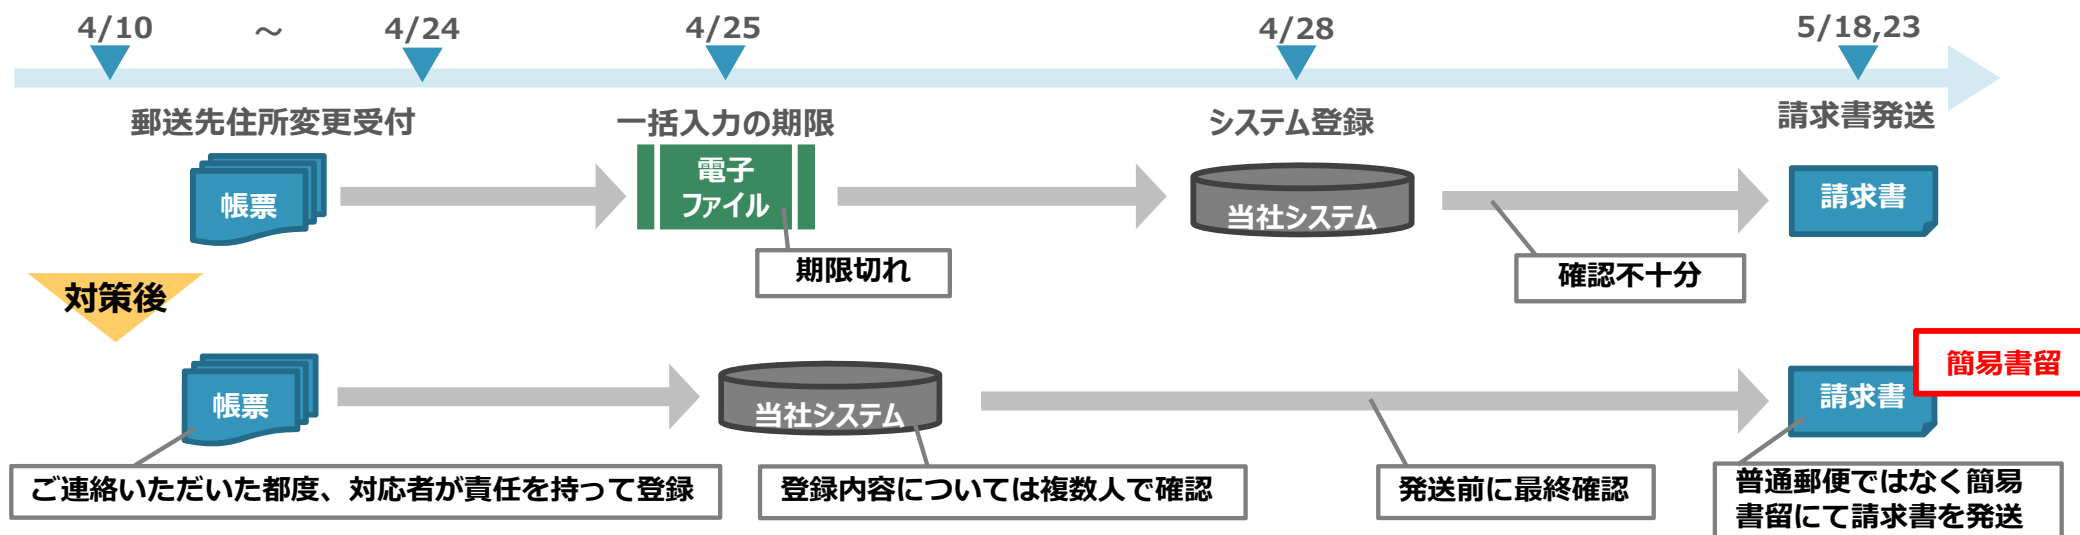 4/10 ～ 4/24 4/25 4/28 5/18,23
郵送先住所変更受付 一括入力の期限 システム登録 請求書発送
帳票
電子
ファイル
当社システム
請求書
期限切れ
確認不十分
対策後
簡易書留
帳票
当社システム
請求書
ご連絡いただいた都度、対応者が責任を持って登録
登録内容については複数人で確認
発送前に最終確認
普通郵便ではなく簡易
書留にて請求書を発送